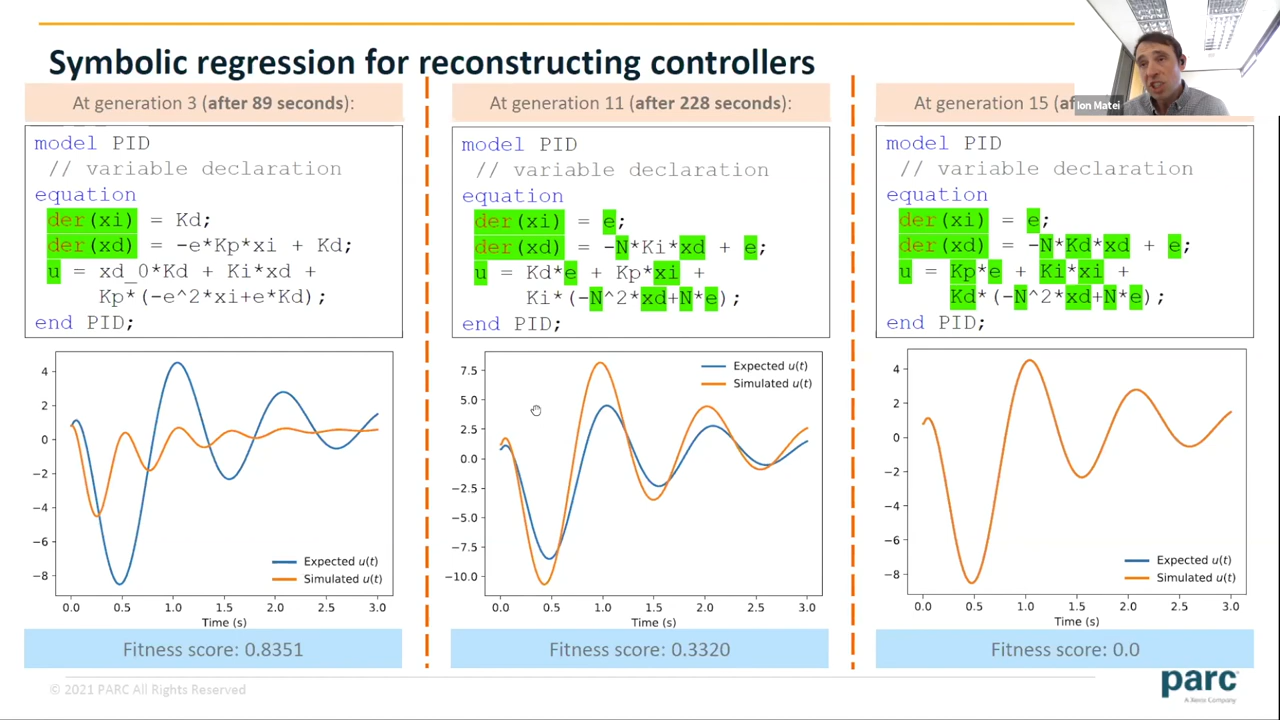 Symbolic regression for reconstructing controllers
Ion Matei
At generation 3 (after 89 seconds):
model PID
// variable declaration
equation
der(xi) = Kd;
der(xd) = -e*Kp*xi + Kd;
u = xd_0*Kd + Ki*xd +
Kp*(-e^2*xi+e*Kd);
end PID;
4
2
0
−2
−4
−6
−8
Expected u(t)
Simulated u(t)
0.0 0.5 1.0 1.5 2.0 2.5 3.0
Time (s)
Fitness score: 0.8351
At generation 11 (after 228 seconds):
model PID
// variable declaration
equation
der(xi) = e;
der(xd) = -N*Ki*xd + e;
u = Kd*e + Kp*xi +
Ki*(-N^2*xd+N*e);
end PID;
7.5
5.0
2.5
0.0
−2.5
−5.0
−7.5
−10.0
Expected u(t)
Simulated u(t)
0.0 0.5 1.0 1.5 2.0 2.5 3.0
Time (s)
Fitness score: 0.3320
At generation 15 (af
model PID
// variable declaration
equation
der(xi) = e;
der(xd) = -N*Kd*xd + e;
u = Kp*e + Ki*xi +
Kd*(-N^2*xd+N*e);
end PID;
4
2
0
−2
−4
−6
−8
Expected u(t)
Simulated u(t)
0.0 0.5 1.0 1.5 2.0 2.5 3.0
Time (s)
Fitness score: 0.0
© 2021 PARC All Rights Reserved
parc
A Xerox Company